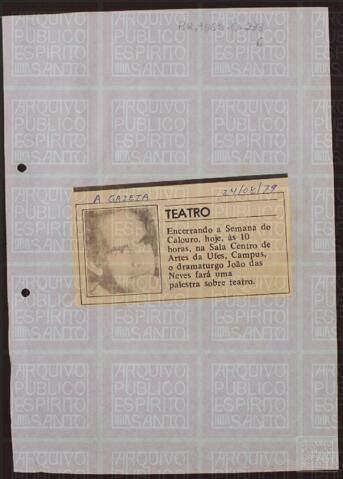 A GAZETA 24/08/79
TEATRO
Encerrando a Semana do
Calouro, hoje, às 10
horas, na Sala Centro de
Artes da Ufes, Campus,
o dramaturgo João das
Neves fará uma
palestra sobre teatro.
ARQUIVO
PÚBLICO
ESPÍRITO
SANTO